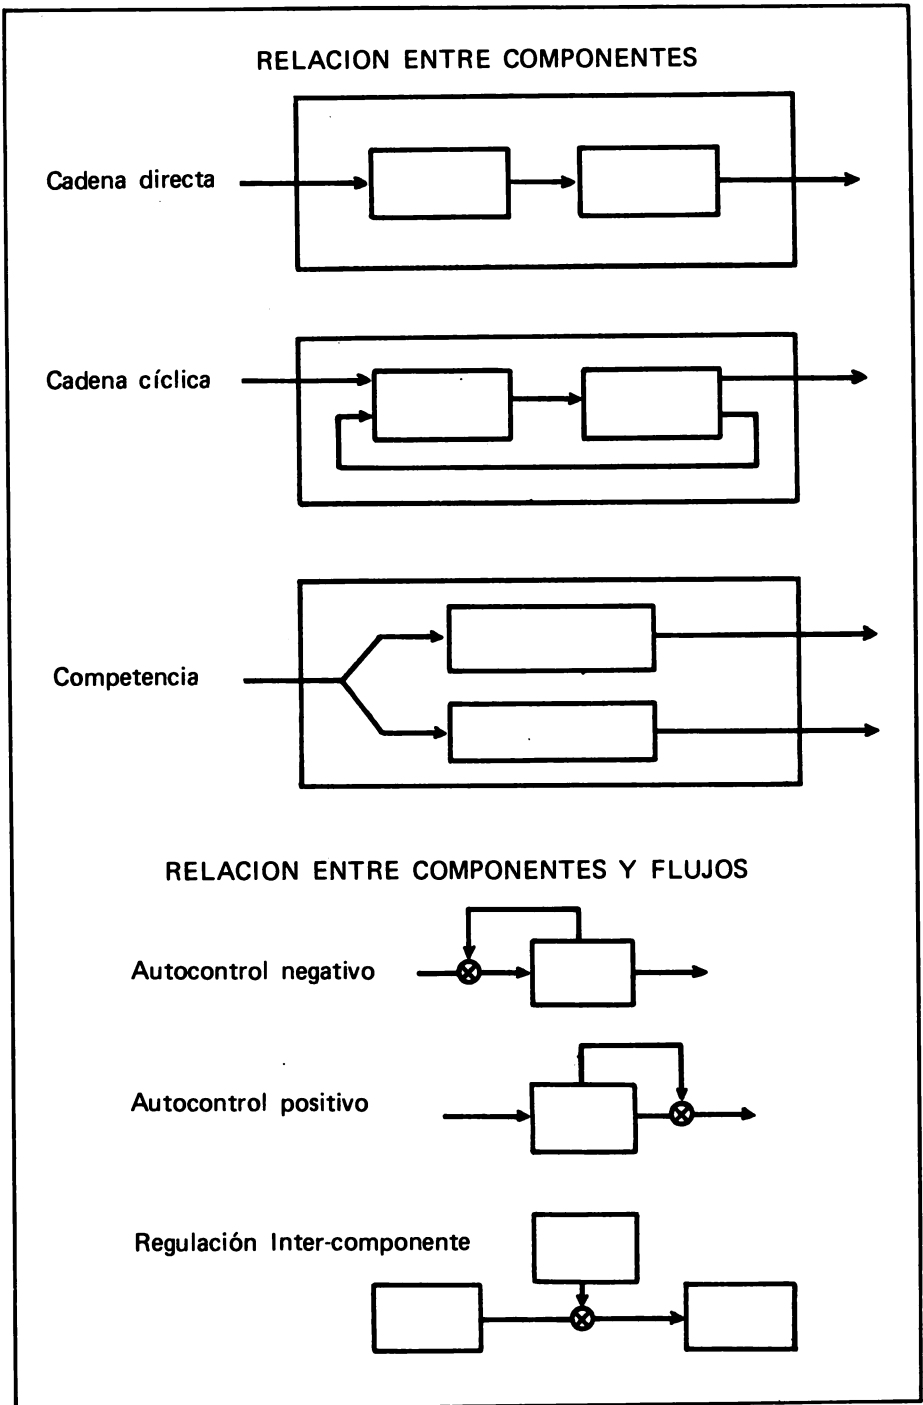 RELACION ENTRE COMPONENTES
Cadena directa
Cadena cíclica
Competencia
RELACION ENTRE COMPONENTES Y FLUJOS
Autocontrol negativo
Autocontrol positivo
Regulación Inter-componente